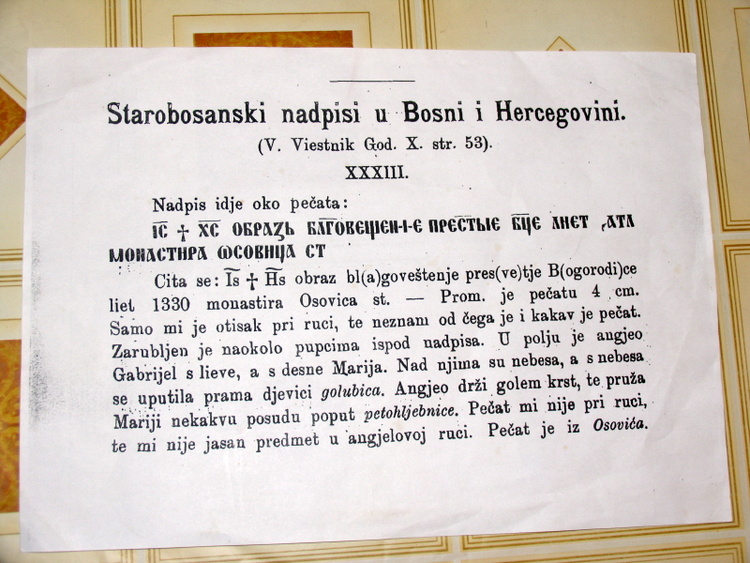 Starobosanski nadpisi u Bosni i Hercegovini.
(V. Viestnik God. X. str. 53).
XXXIII.
Nadpis idje oko pečata:
І҃С † Х҃С ОБРАЗЬ БЛГОВЕЩЕН·І·Е ПРЕСТЫЕ БЦЕ
МОНАСТИРА ѠСОВИЦА СТ
Cita se: Is † Hs obraz bl(a)goveštenje pres(ve)tje B(ogorodi)ce
liet 1330 monastira Osovica st. — Prom. je pečatu 4 cm.
Samo mi je otisak pri ruci, te neznam od čega je i kakav je pečat.
Zarubljen je naokolo pupcima ispod nadpisa. U polju je angjeo
Gabrijel s lieve, a s desne Marija. Nad njima su nebesa, a s nebesa
se uputila prama djevici golubica. Angjeo drži golem krst, te pruža
Mariji nekakvu posudu poput petohljebnice. Pečat mi nije pri ruci,
te mi nije jasan predmet u angjelovoj ruci. Pečat je iz Osovića.